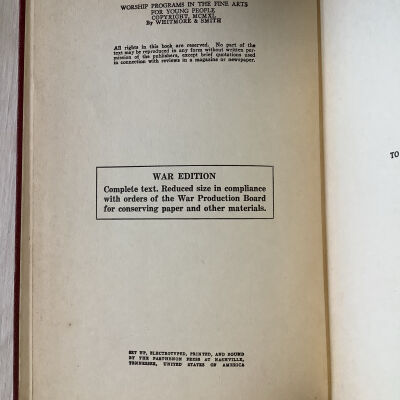 WORSHIP PROGRAMS IN THE FINE ARTS
FOR YOUNG PEOPLE
COPYRIGHT, MCMXL
By WHITMORE & SMITH
All rights in this book are reserved. No part of the
text may be reproduced in any form without written per-
mission of the publishers, except brief quotations used
in connection with reviews in a magazine or newspaper.
WAR EDITION
Complete text. Reduced size in compliance
with orders of the War Production Board
for conserving paper and other materials.
SET UP, ELECTROTYPED, PRINTED, AND BOUND
BY THE PARTHENON PRESS AT NASHVILLE,
TENNESSEE, UNITED STATES OF AMERICA
TO